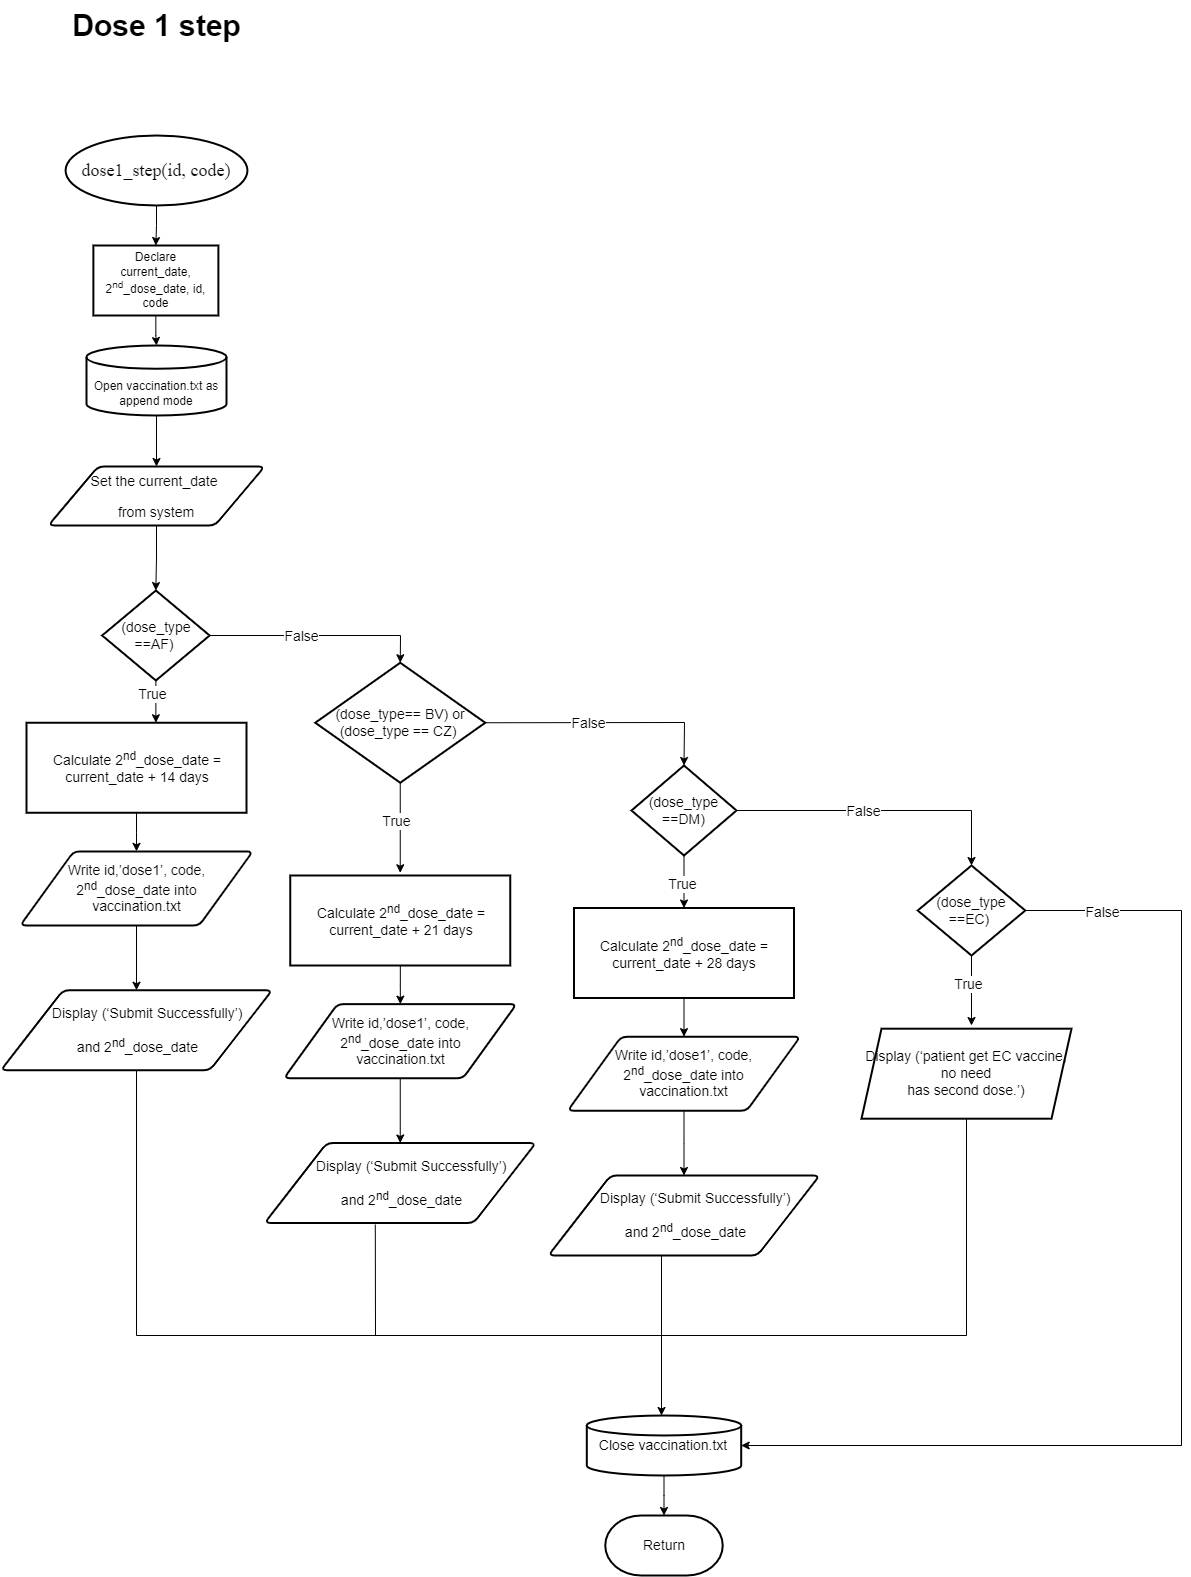 Dose 1 step
dose1_step(id, code)
Declare
current_date,
2nd_dose_date, id,
code
Open vaccination.txt as
append mode
Set the current_date
from system
(dose_type
==AF)
False
True
(dose_type== BV) or
(dose_type == CZ)
False
True
Calculate 2nd_dose_date =
current_date + 14 days
(dose_type
==DM)
False
True
Write id,’dose1’, code,
2nd_dose_date into
vaccination.txt
Calculate 2nd_dose_date =
current_date + 21 days
(dose_type
==EC)
False
True
Calculate 2nd_dose_date =
current_date + 28 days
Display (‘Submit Successfully’)
and 2nd_dose_date
Write id,’dose1’, code,
2nd_dose_date into
vaccination.txt
Write id,’dose1’, code,
2nd_dose_date into
vaccination.txt
Display (‘patient get EC vaccine
no need
has second dose.’)
Display (‘Submit Successfully’)
and 2nd_dose_date
Display (‘Submit Successfully’)
and 2nd_dose_date
Close vaccination.txt
Return